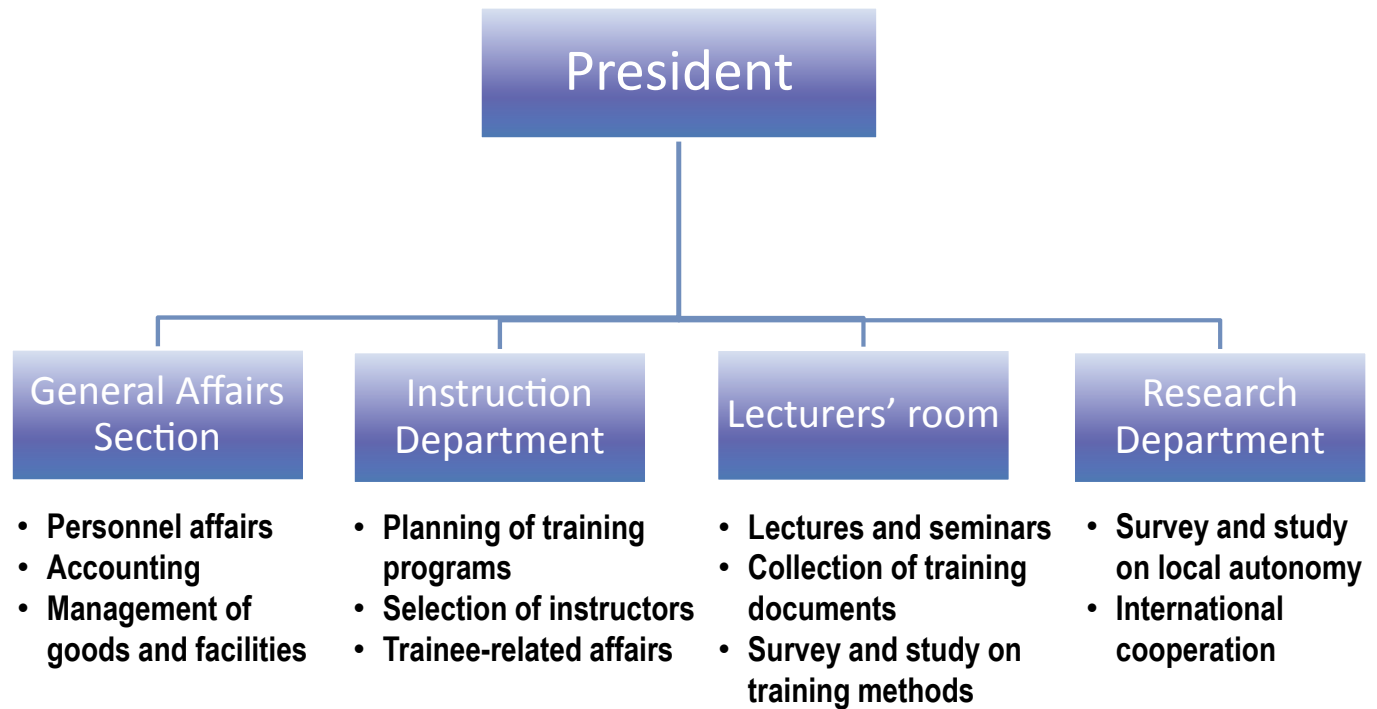 President
General Affairs
Section
Instruction
Department
Lecturers’ room
Research
Department
• Personnel affairs
• Accounting
• Management of
goods and facilities
• Planning of training
programs
• Selection of instructors
• Trainee-related affairs
• Lectures and seminars
• Collection of training
documents
• Survey and study on
training methods
• Survey and study
on local autonomy
• International
cooperation